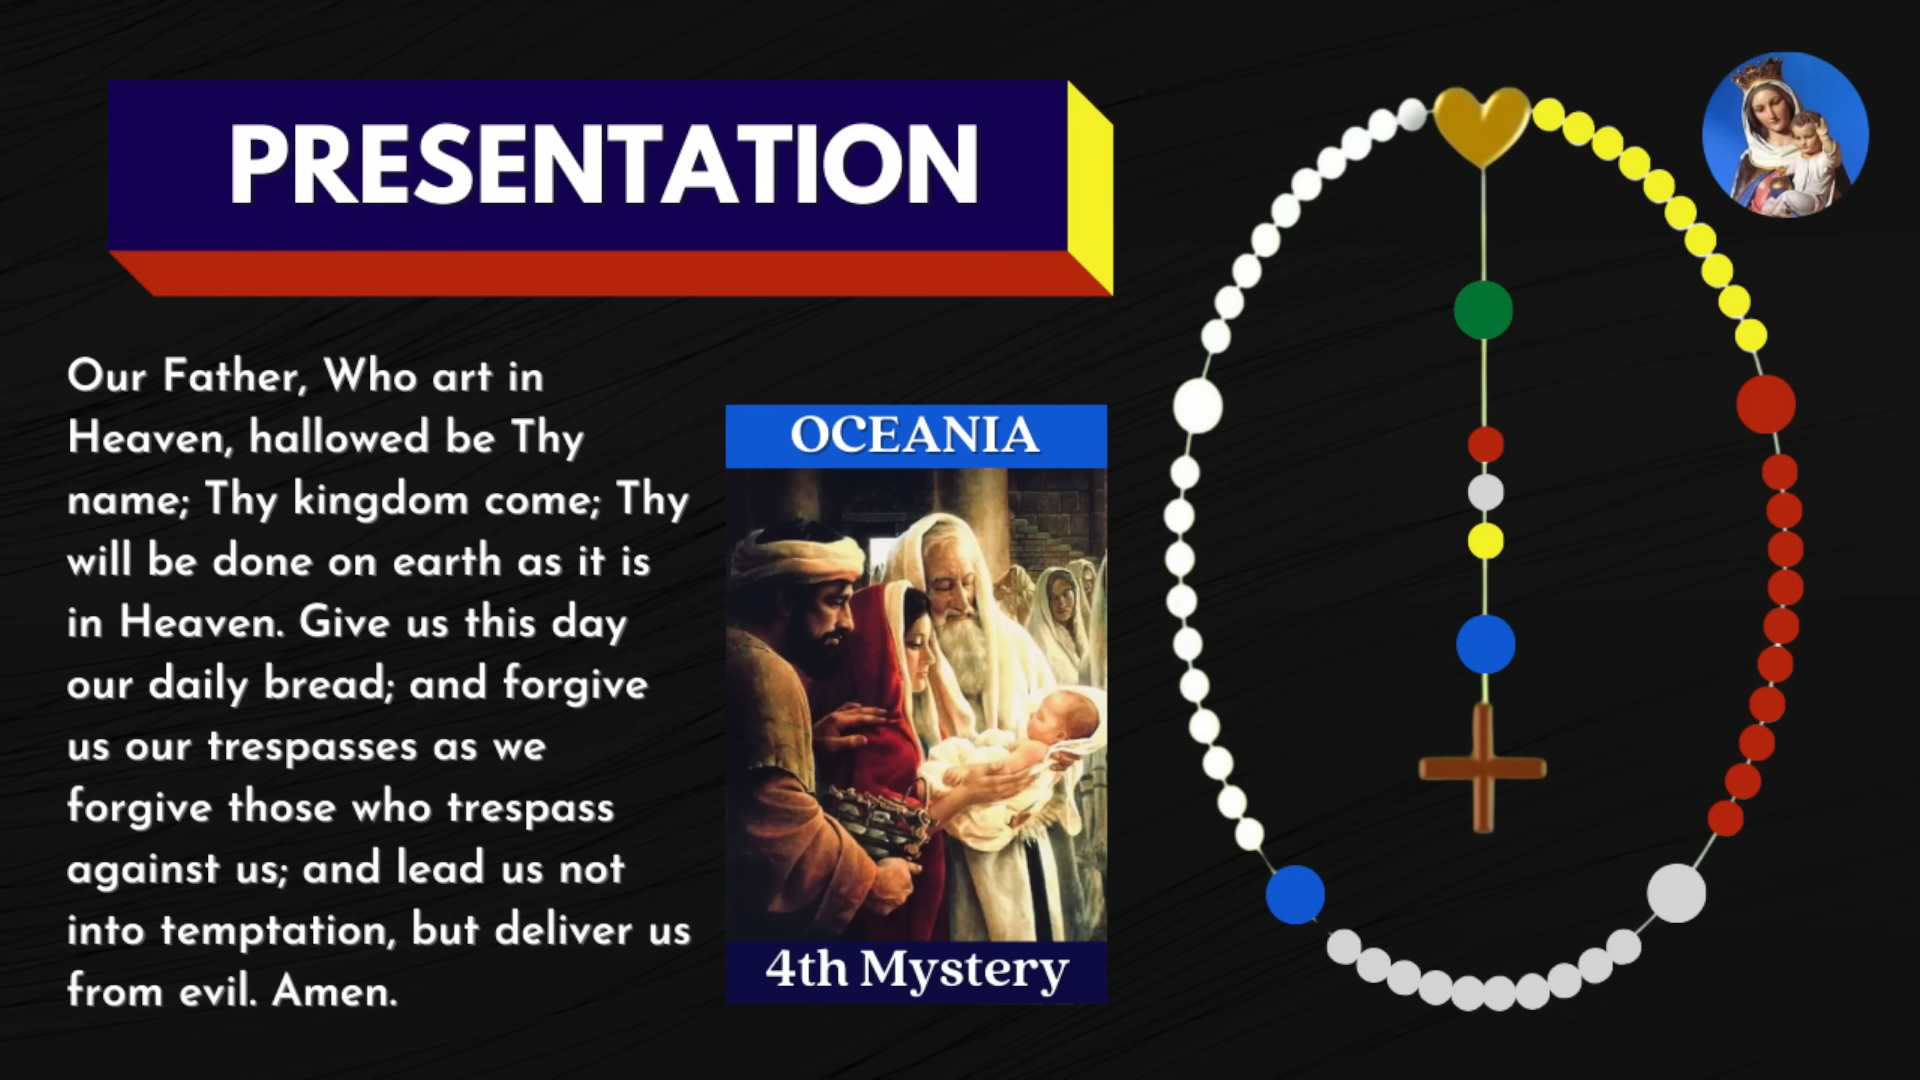 PRESENTATION
Our Father, Who art in
Heaven, hallowed be Thy
name; Thy kingdom come; Thy
will be done on earth as it is
in Heaven. Give us this day
our daily bread; and forgive
us our trespasses as we
forgive those who trespass
against us; and lead us not
into temptation, but deliver us
from evil. Amen.
OCEANIA
4th Mystery